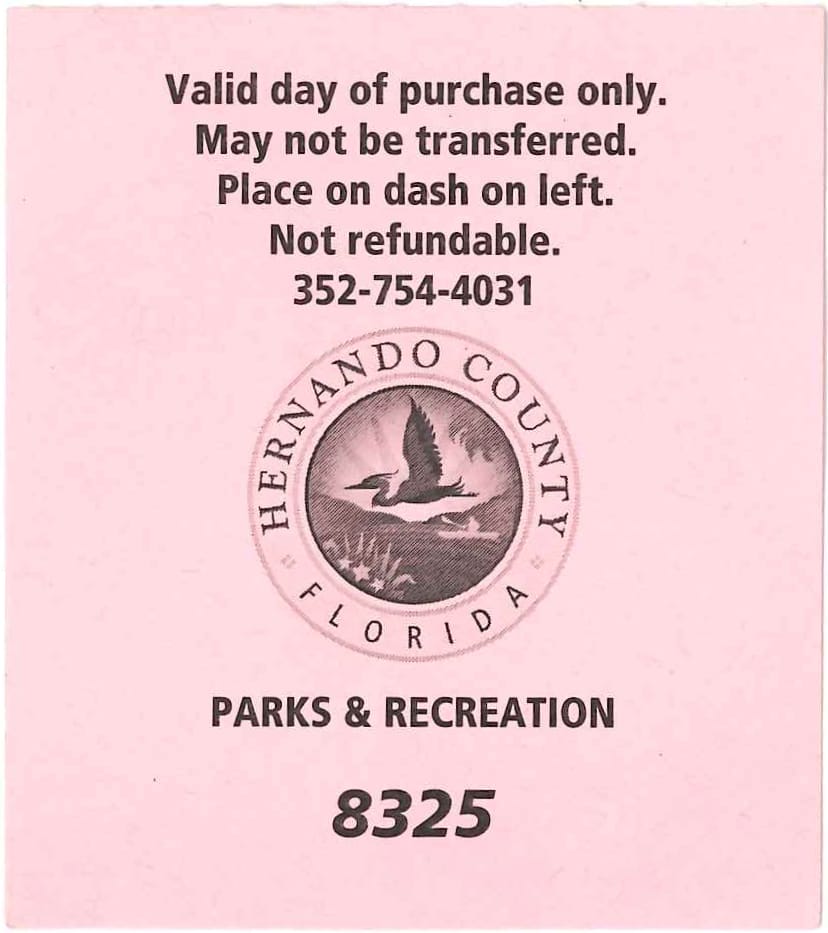 Valid day of purchase only.
May not be transferred.
Place on dash on left.
Not refundable.
352-754-4031
HERNANDO COUNTY
FLORIDA
PARKS & RECREATION
8325